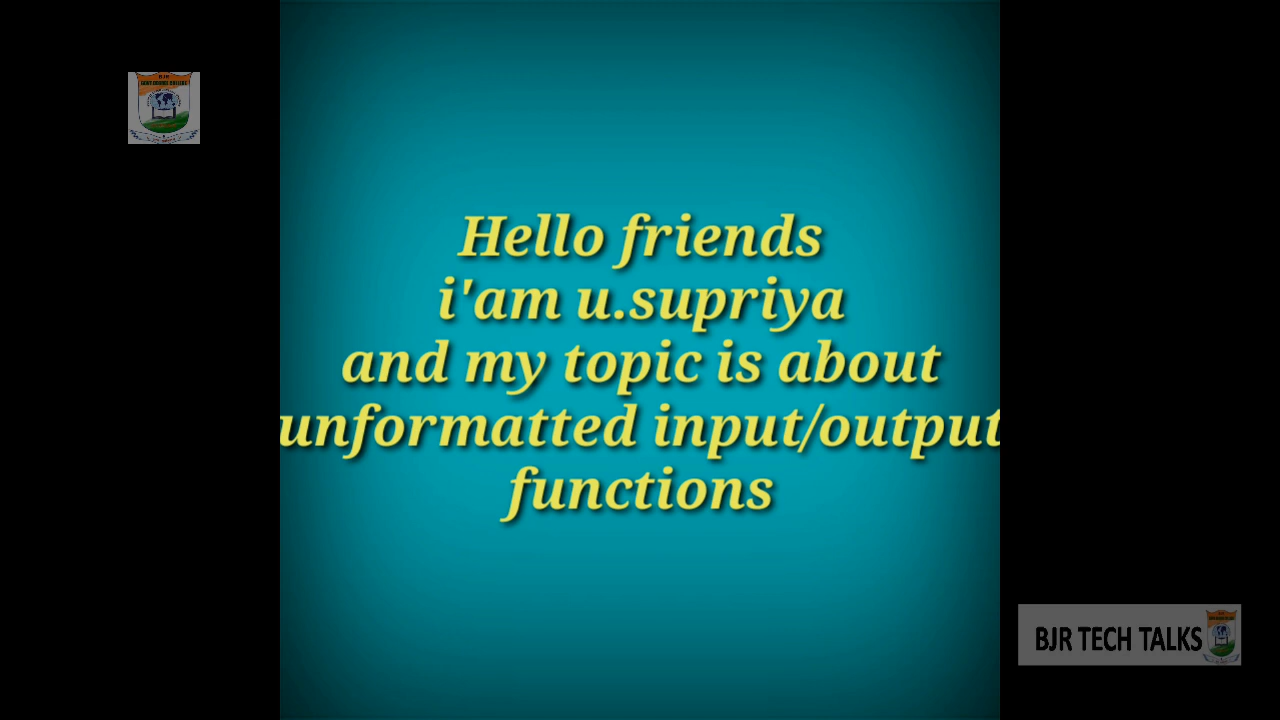 Hello friends
i'am u.supriya
and my topic is about
unformatted input/output
functions
BJR TECH TALKS